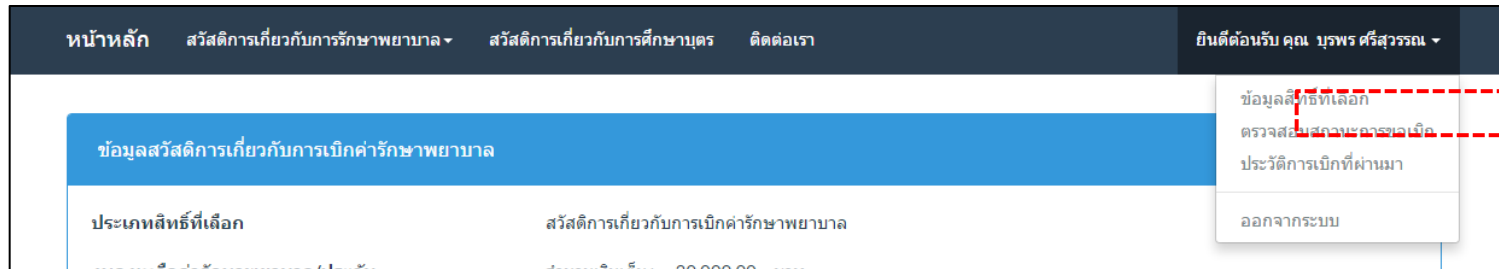 หน้าหลัก สวัสดิการเกี่ยวกับการรักษาพยาบาล สวัสดิการเกี่ยวกับการศึกษาบุตร ติดต่อเรา ยินดีต้อนรับ คุณ บุรพร ศรีสุวรรณ
ข้อมูลสิทธิ์ที่เลือก
ตรวจสอบสถานะการขอเบิก
ประวัติการเบิกที่ผ่านมา
ออกจากระบบ
ข้อมูลสวัสดิการเกี่ยวกับการเบิกค่ารักษาพยาบาล
ประเภทสิทธิ์ที่เลือก สวัสดิการเกี่ยวกับการเบิกค่ารักษาพยาบาล